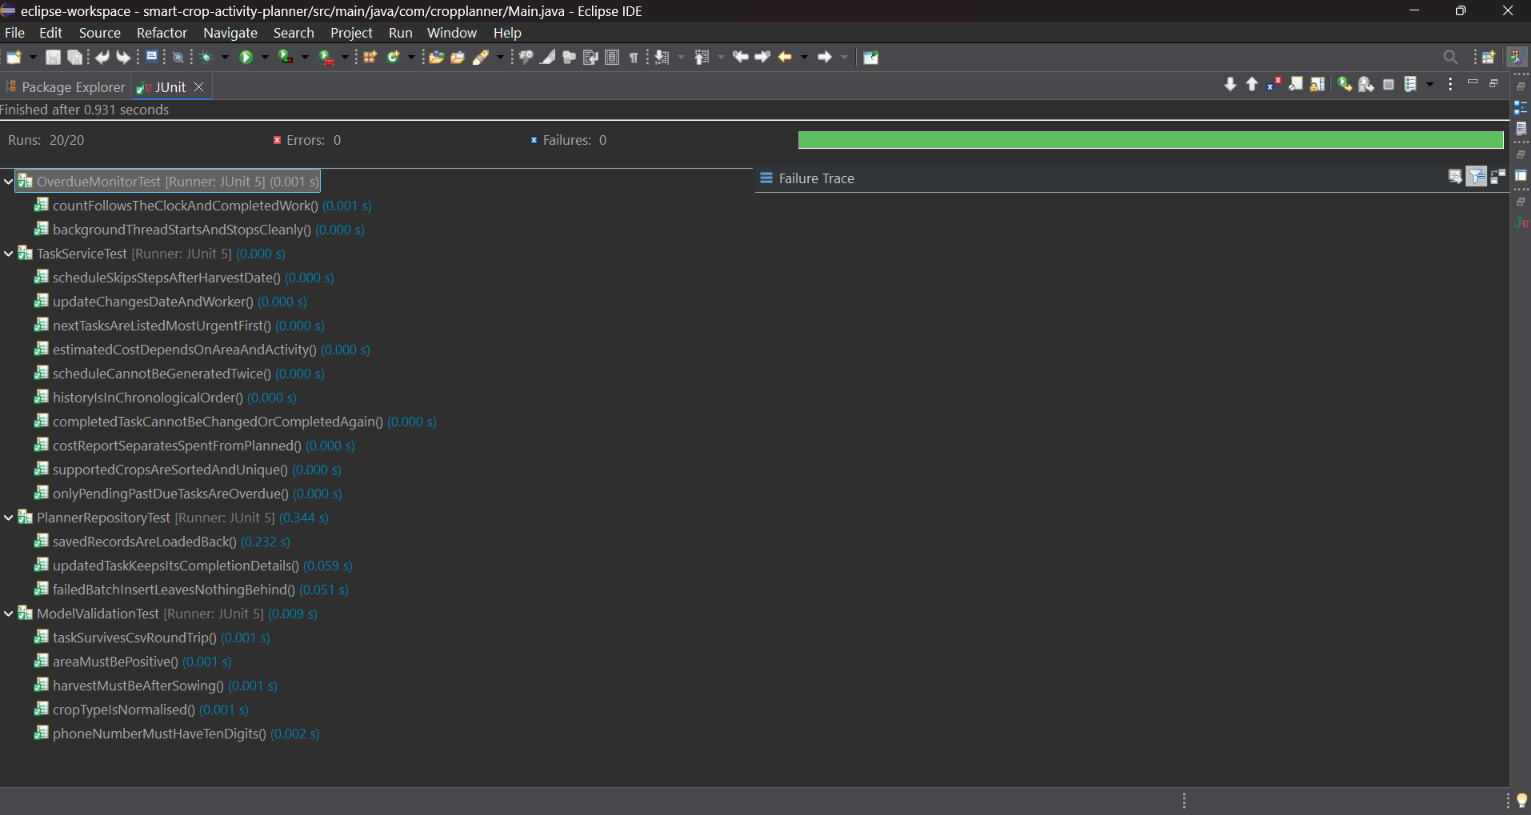 eclipse-workspace - smart-crop-activity-planner/src/main/java/com/cropplanner/Main.java - Eclipse IDE
File Edit Source Refactor Navigate Search Project Run Window Help
Package Explorer JUnit
Finished after 0.931 seconds
Runs: 20/20 Errors: 0 Failures: 0
OverdueMonitorTest [Runner: JUnit 5] (0.001 s)
Failure Trace
countFollowsTheClockAndCompletedWork() (0.001 s)
backgroundThreadStartsAndStopsCleanly() (0.000 s)
TaskServiceTest [Runner: JUnit 5] (0.000 s)
scheduleSkipsStepsAfterHarvestDate() (0.000 s)
updateChangesDateAndWorker() (0.000 s)
nextTasksAreListedMostUrgentFirst() (0.000 s)
estimatedCostDependsOnAreaAndActivity() (0.000 s)
scheduleCannotBeGeneratedTwice() (0.000 s)
historyIsInChronologicalOrder() (0.000 s)
completedTaskCannotBeChangedOrCompletedAgain() (0.000 s)
costReportSeparatesSpentFromPlanned() (0.000 s)
supportedCropsAreSortedAndUnique() (0.000 s)
onlyPendingPastDueTasksAreOverdue() (0.000 s)
PlannerRepositoryTest [Runner: JUnit 5] (0.344 s)
savedRecordsAreLoadedBack() (0.232 s)
updatedTaskKeepsItsCompletionDetails() (0.059 s)
failedBatchInsertLeavesNothingBehind() (0.051 s)
ModelValidationTest [Runner: JUnit 5] (0.009 s)
taskSurvivesCsvRoundTrip() (0.001 s)
areaMustBePositive() (0.001 s)
harvestMustBeAfterSowing() (0.001 s)
cropTypeIsNormalised() (0.001 s)
phoneNumberMustHaveTenDigits() (0.002 s)